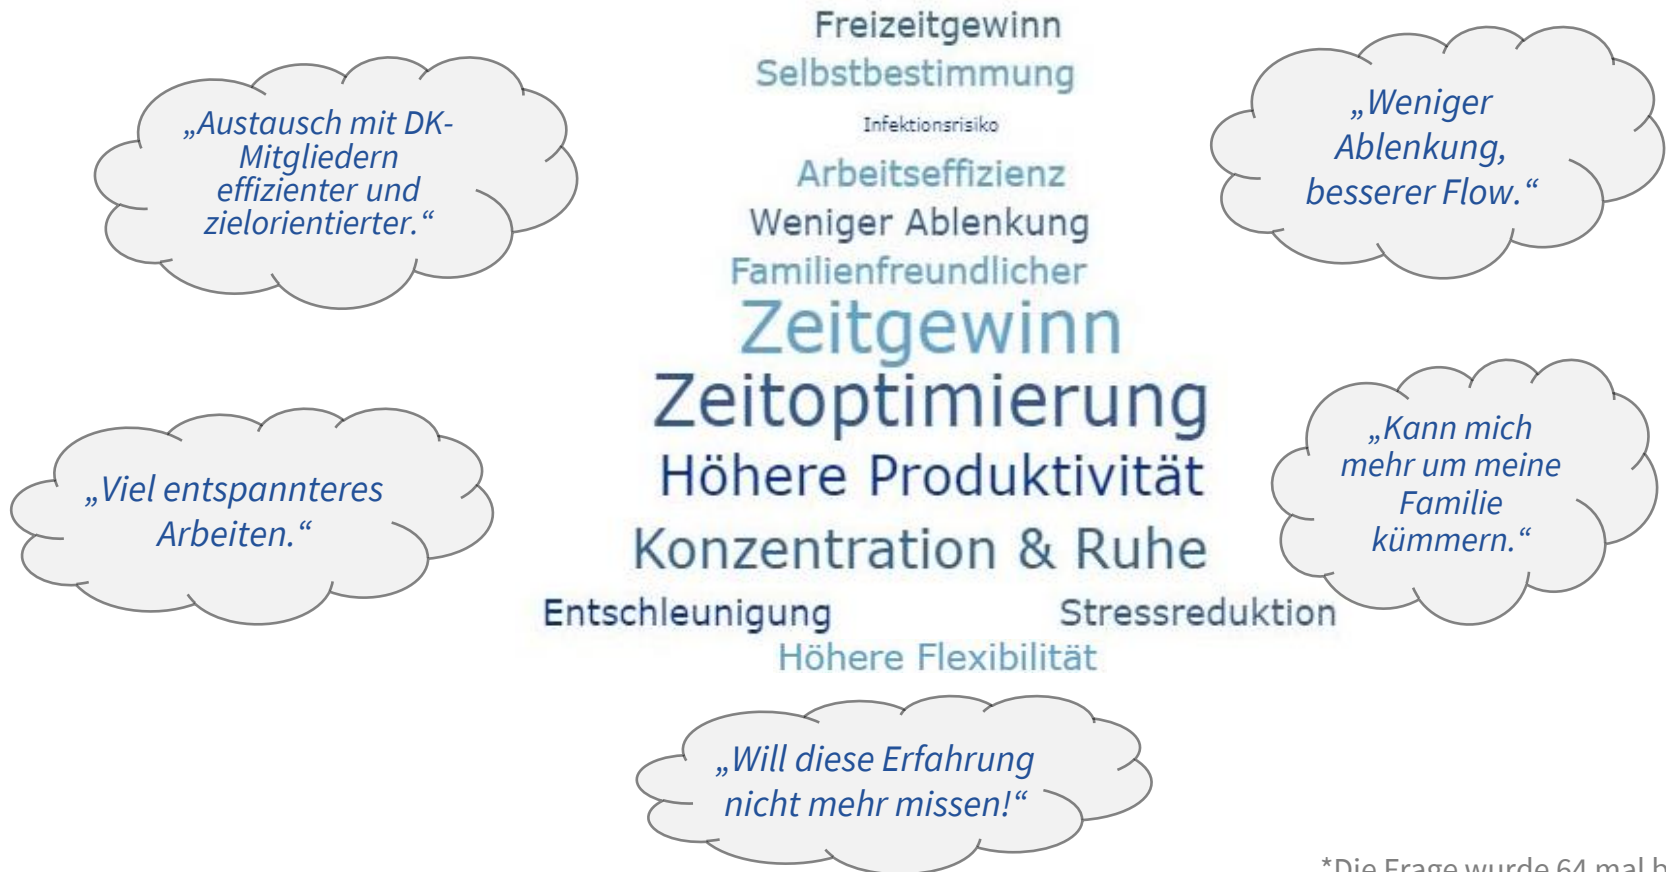 Freizeitgewinn
Selbstbestimmung
Infektionsrisiko
Arbeitseffizienz
Weniger Ablenkung
Familienfreundlicher
Zeitgewinn
Zeitoptimierung
Höhere Produktivität
Konzentration & Ruhe
Entschleunigung
Stressreduktion
Höhere Flexibilität
„Austausch mit DK-
Mitgliedern
effizienter und
zielorientierter.“
„Weniger
Ablenkung,
besserer Flow.“
„Viel entspannteres
Arbeiten.“
„Kann mich
mehr um meine
Familie
kümmern.“
„Will diese Erfahrung
nicht mehr missen!“
*Die Frage wurde 64 mal